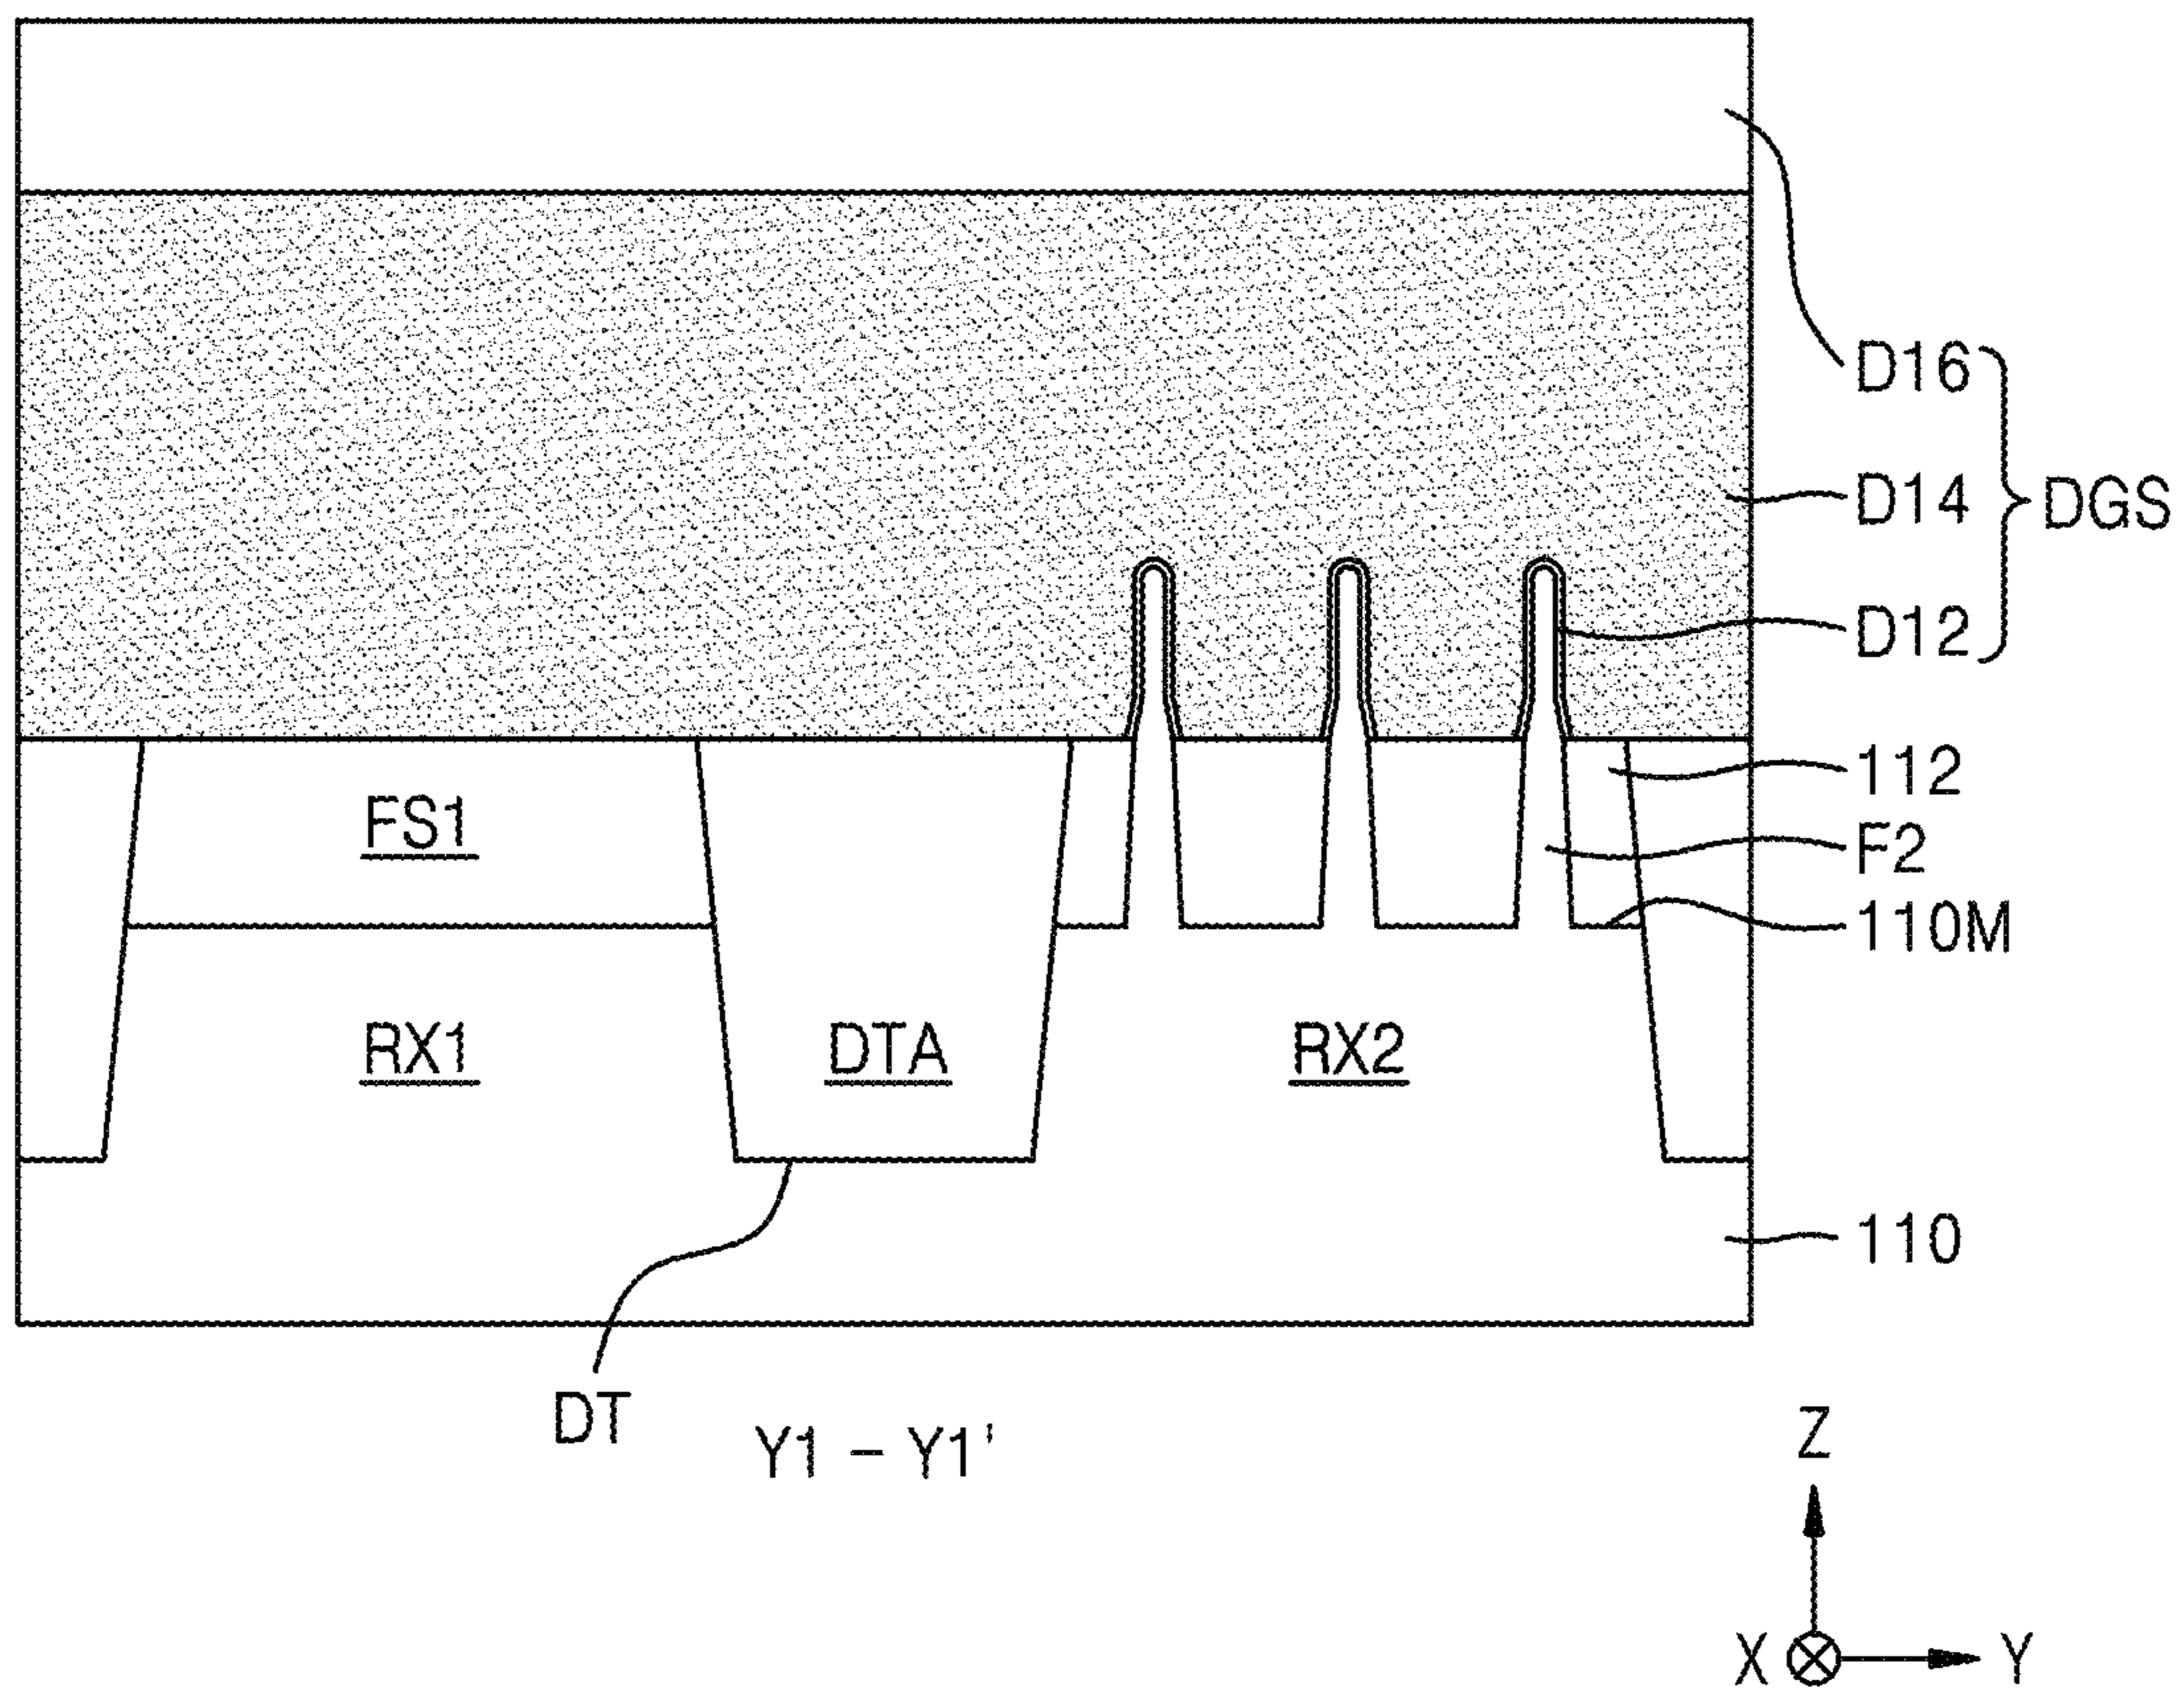 D16
D14
DGS
D12
112
FS1
F2
110M
RX1
DTA
RX2
110
DT
Y1 – Y1'
Z
X
Y